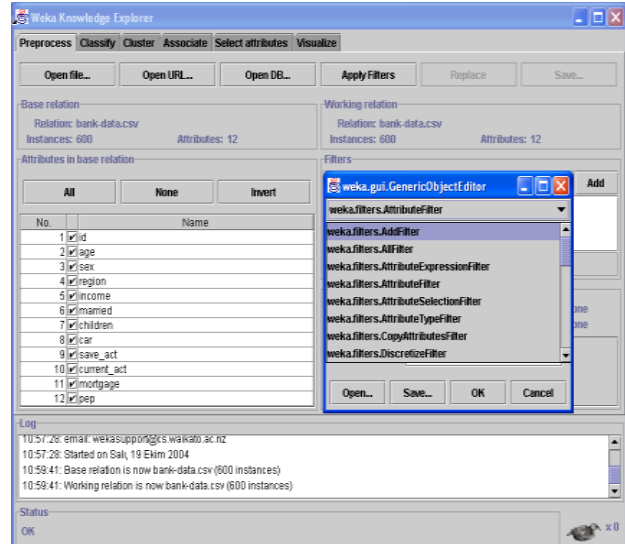 Weka Knowledge Explorer
Preprocess Classify Cluster Associate Select attributes Visualize
Open file... Open URL... Open DB... Apply Filters Replace Save...
Base relation
Relation: bank-data.csv
Instances: 600 Attributes: 12
Working relation
Relation: bank-data.csv
Instances: 600 Attributes: 12
Attributes in base relation
All None Invert
No. Name
1 id
2 age
3 sex
4 region
5 income
6 married
7 children
8 car
9 save_act
10 current_act
11 mortgage
12 pep
Filters
Add
weka.gui.GenericObjectEditor
weka.filters.AttributeFilter
weka.filters.AddFilter
weka.filters.AllFilter
weka.filters.AttributeExpressionFilter
weka.filters.AttributeFilter
weka.filters.AttributeSelectionFilter
weka.filters.AttributeTypeFilter
weka.filters.CopyAttributesFilter
weka.filters.DiscretizeFilter
Open... Save... OK Cancel
Log
10:57:28: email: wekasupport@cs.waikato.ac.nz
10:57:28: Started on Salı, 19 Ekim 2004
10:59:41: Base relation is now bank-data.csv (600 instances)
10:59:41: Working relation is now bank-data.csv (600 instances)
Status
OK
x 0